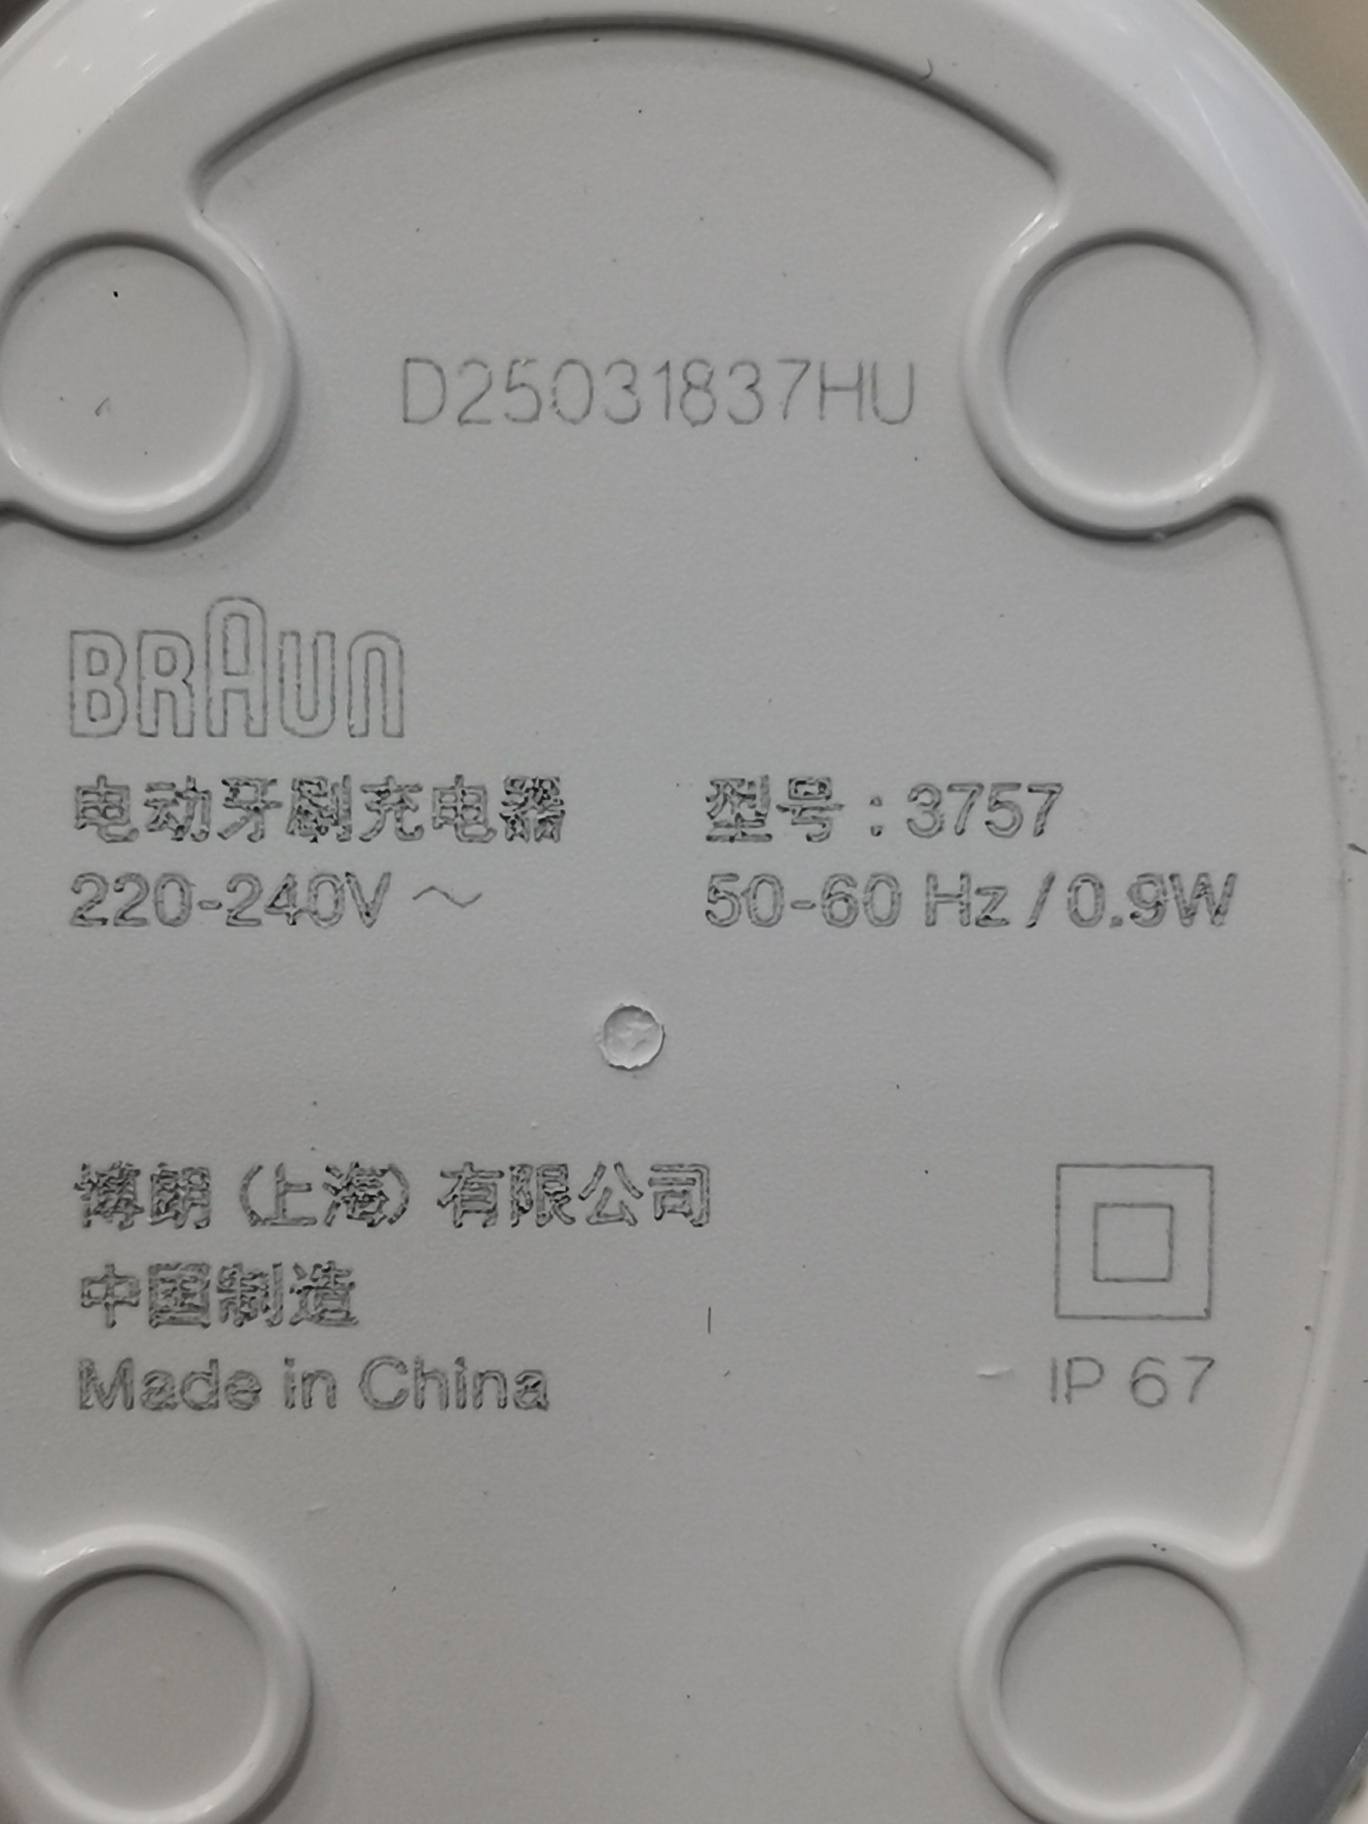 D25031837HU
BRAUN
电动牙刷充电器 型号：3757
220-240V ~ 50-60 Hz / 0.9W
博朗（上海）有限公司
中国制造
Made in China
IP 67